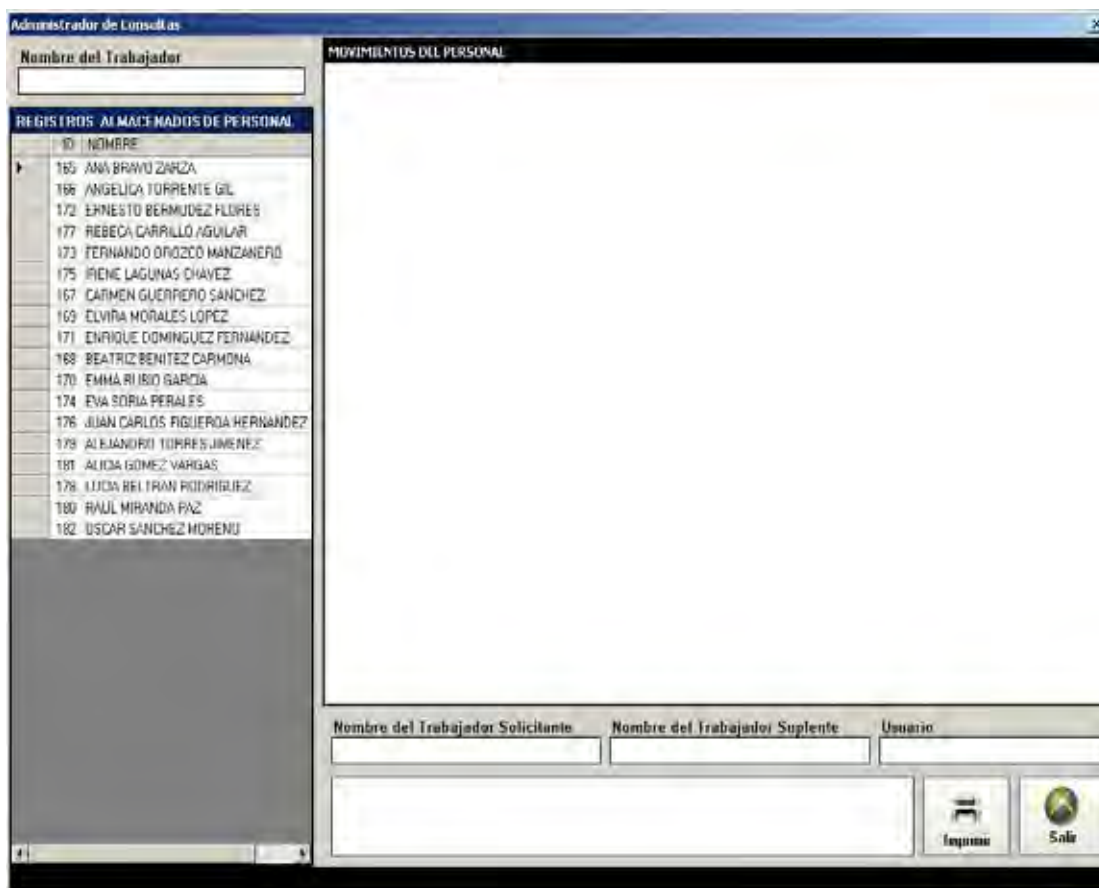 Administrador de Consultas
Nombre del Trabajador
MOVIMIENTOS DEL PERSONAL
REGISTROS ALMACENADOS DE PERSONAL
ID NOMBRE
165 ANA BRAVO ZARZA
166 ANGELICA TORRENTE GIL
172 ERNESTO BERMUDEZ FLORES
177 REBECA CARRILLO AGUILAR
173 FERNANDO OROZCO MANZANERO
175 IRENE LAGUNAS CHAVEZ
167 CARMEN GUERRERO SANCHEZ
169 ELVIRA MORALES LOPEZ
171 ENRIQUE DOMINGUEZ FERNANDEZ
168 BEATRIZ BENITEZ CARMONA
170 EMMA RUBIO GARCIA
174 EVA SORIA PERALES
176 JUAN CARLOS FIGUEROA HERNANDEZ
179 ALEJANDRO TORRES JIMENEZ
181 ALICIA GOMEZ VARGAS
178 LUCIA BELTRAN RODRIGUEZ
180 RAUL MIRANDA PAZ
182 OSCAR SANCHEZ MORENO
Nombre del Trabajador Solicitante
Nombre del Trabajador Suplente
Usuario
Imprimir
Salir